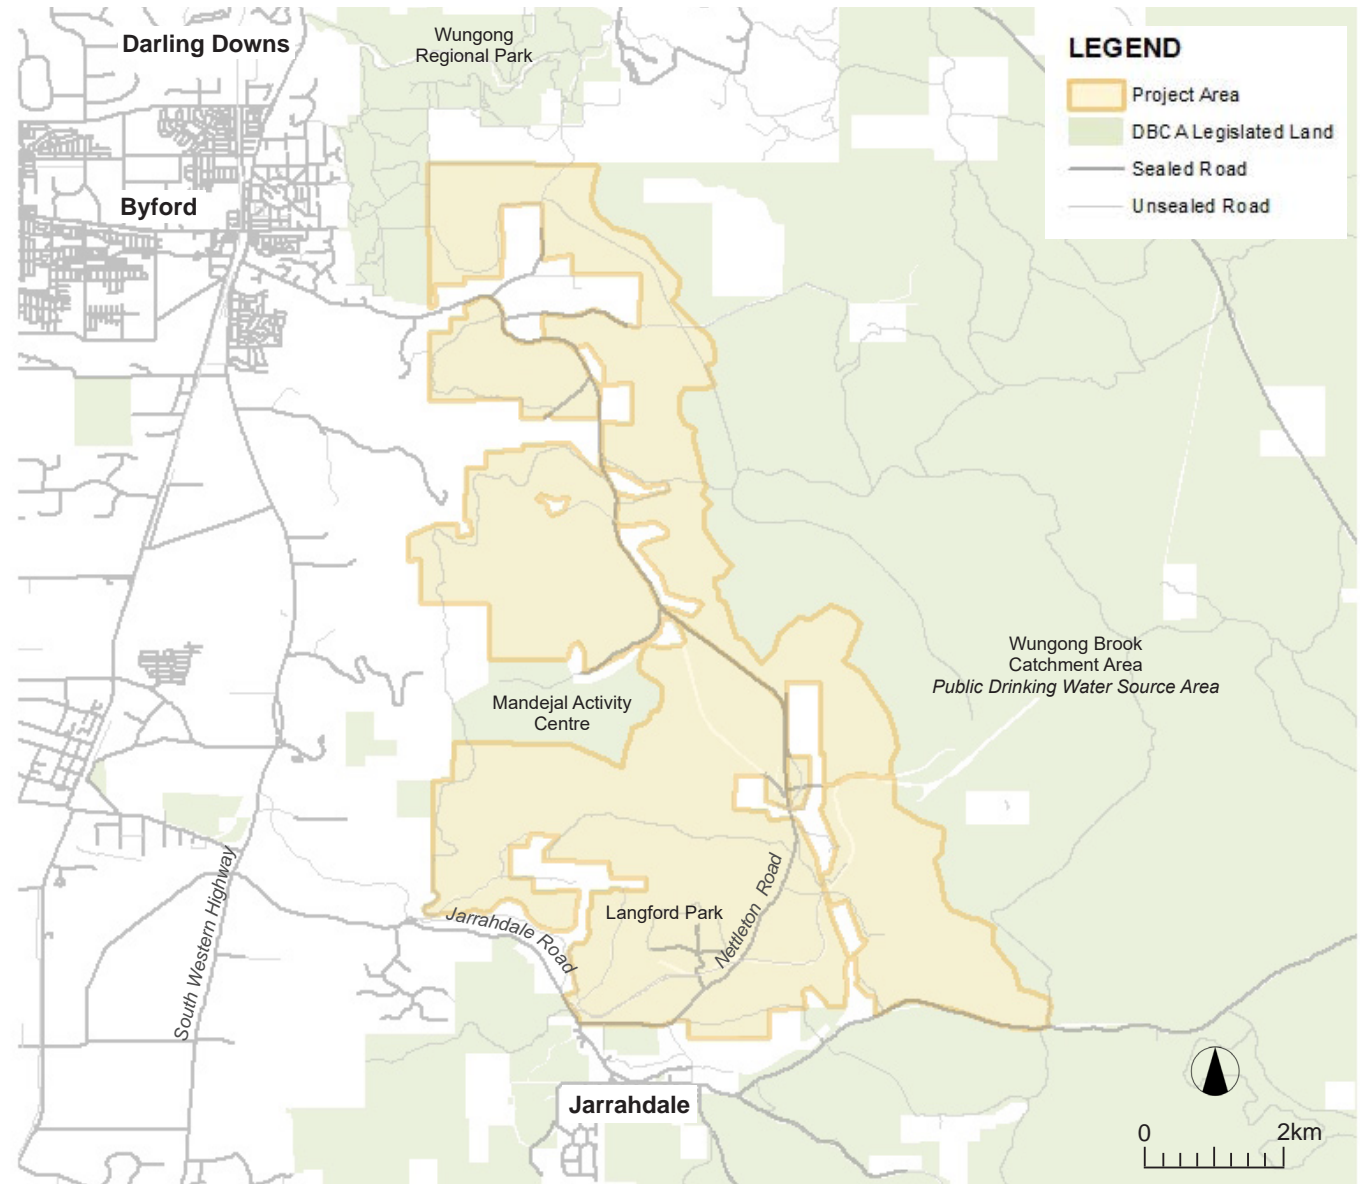 Darling Downs
Wungong
Regional Park
LEGEND
Project Area
DBCA Legislated Land
Sealed Road
Unsealed Road
Byford
Wungong Brook
Catchment Area
Public Drinking Water Source Area
Mandejal Activity
Centre
South Western Highway
Jarrahdale Road
Langford Park
Nettleton Road
Jarrahdale
0 2km